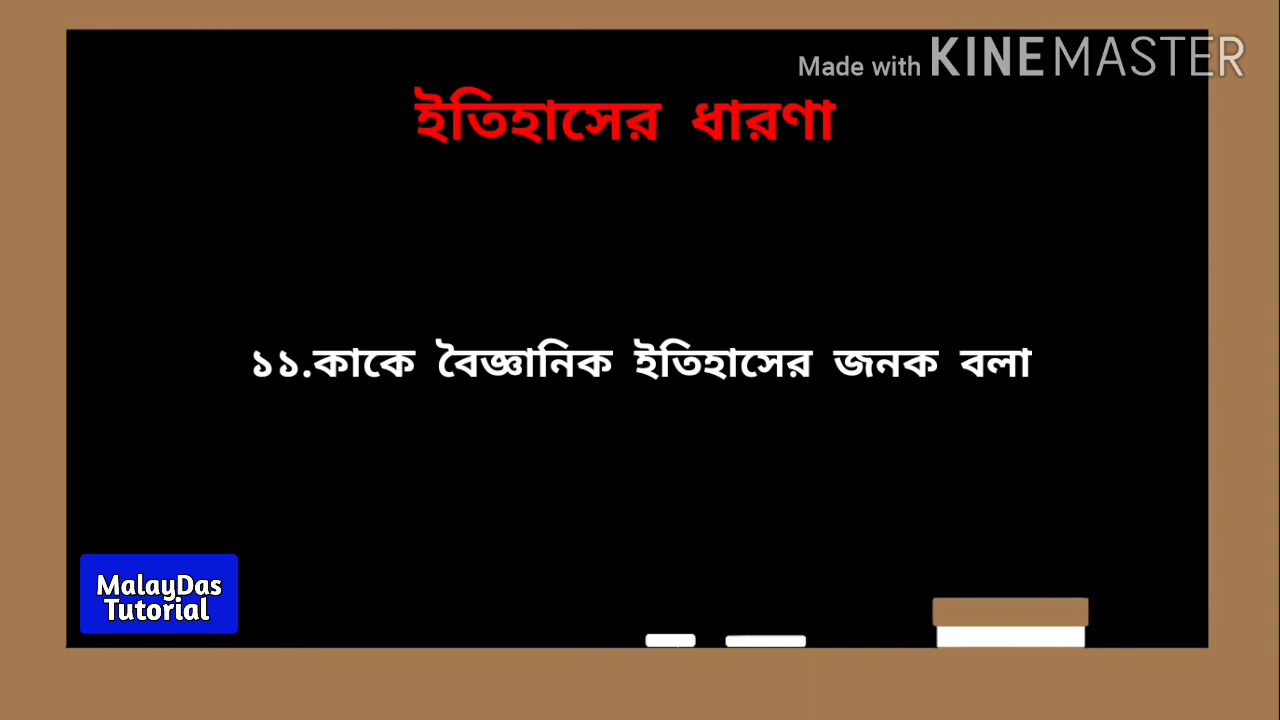 Made with KINEMASTER
ইতিহাসের ধারণা
১১.কাকে বৈজ্ঞানিক ইতিহাসের জনক বলা
MalayDas
Tutorial